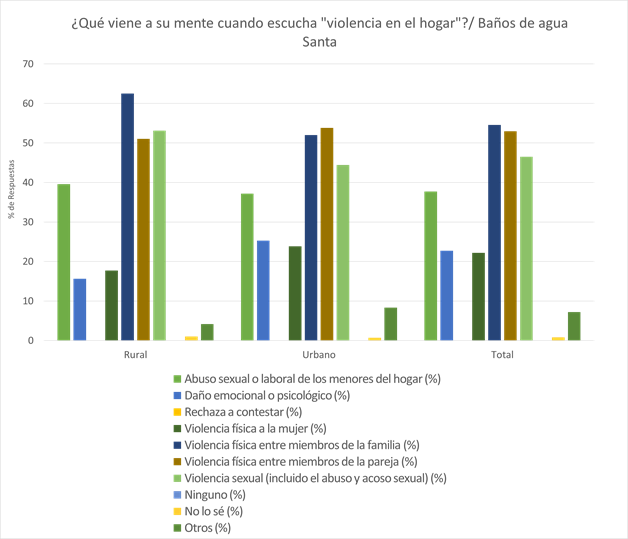 ¿Qué viene a su mente cuando escucha "violencia en el hogar"?/ Baños de agua
Santa
70
60
50
40
30
20
10
0
% de Respuestas
Rural Urbano Total
Abuso sexual o laboral de los menores del hogar (%)
Daño emocional o psicológico (%)
Rechaza a contestar (%)
Violencia física a la mujer (%)
Violencia física entre miembros de la familia (%)
Violencia física entre miembros de la pareja (%)
Violencia sexual (incluido el abuso y acoso sexual) (%)
Ninguno (%)
No lo sé (%)
Otros (%)